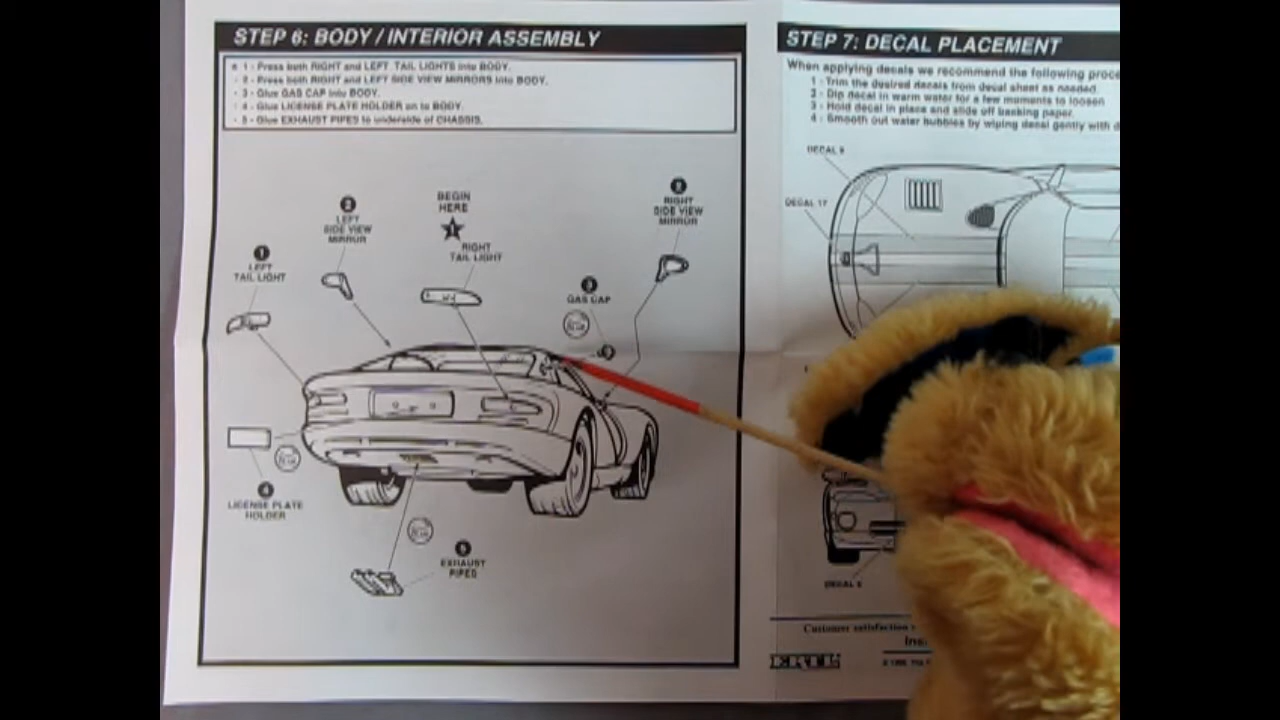 STEP 6: BODY / INTERIOR ASSEMBLY
★ 1 - Press both RIGHT and LEFT TAIL LIGHTS into BODY.
- 2 - Press both RIGHT and LEFT SIDE VIEW MIRRORS into BODY.
- 3 - Glue GAS CAP into BODY.
- 4 - Glue LICENSE PLATE HOLDER on to BODY.
- 5 - Glue EXHAUST PIPES to underside of CHASSIS.
2
LEFT
SIDE VIEW
MIRROR
BEGIN
HERE
1
RIGHT
TAIL LIGHT
2
RIGHT
SIDE VIEW
MIRROR
1
LEFT
TAIL LIGHT
3
GAS CAP
4
LICENSE PLATE
HOLDER
5
EXHAUST
PIPES
STEP 7: DECAL PLACEMENT
When applying decals we recommend the following proce
1 - Trim the desired decals from decal sheet as needed.
2 - Dip decal in warm water for a few moments to loosen
3 - Hold decal in place and slide off backing paper.
4 - Smooth out water bubbles by wiping decal gently with d
DECAL 9
DECAL 17
Customer satisfaction
ERTL